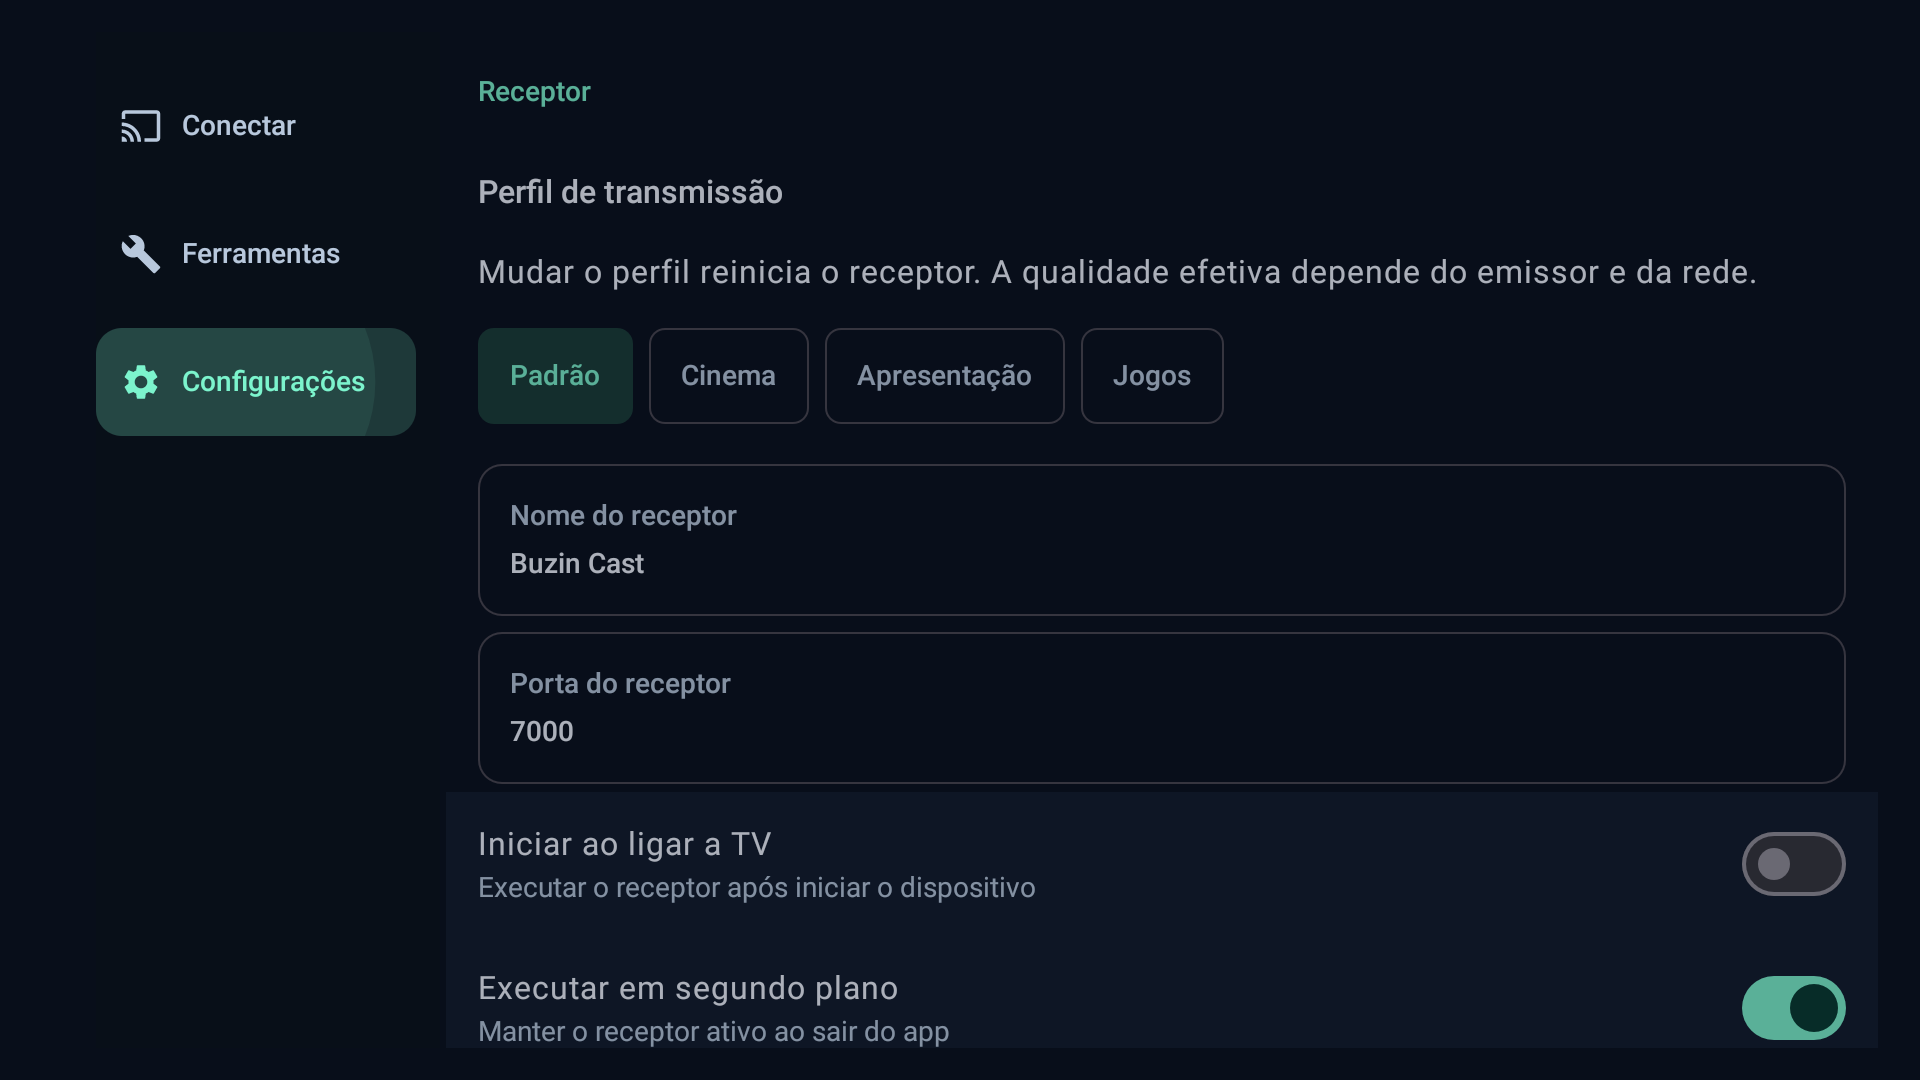 Conectar
Ferramentas
Configurações
Receptor
Perfil de transmissão
Mudar o perfil reinicia o receptor. A qualidade efetiva depende do emissor e da rede.
Padrão
Cinema
Apresentação
Jogos
Nome do receptor
Buzin Cast
Porta do receptor
7000
Iniciar ao ligar a TV
Executar o receptor após iniciar o dispositivo
Executar em segundo plano
Manter o receptor ativo ao sair do app